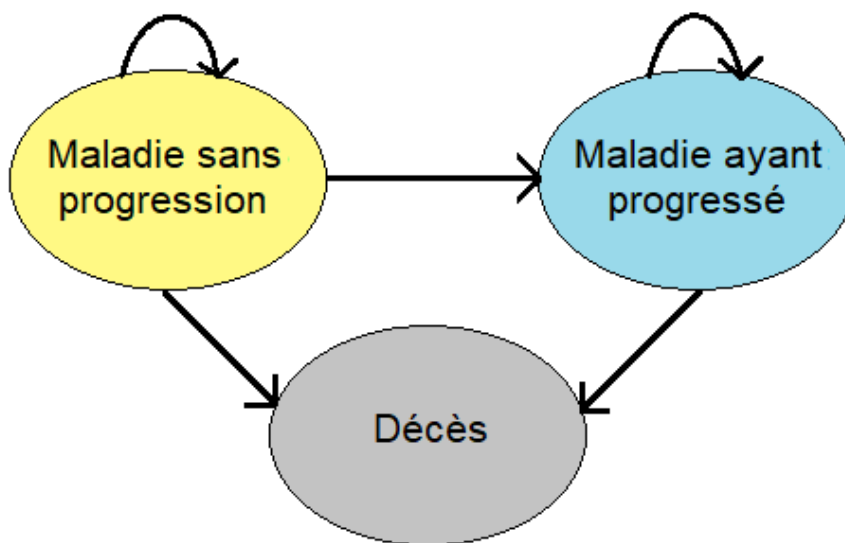 Maladie sans
progression
Maladie ayant
progressé
Décès